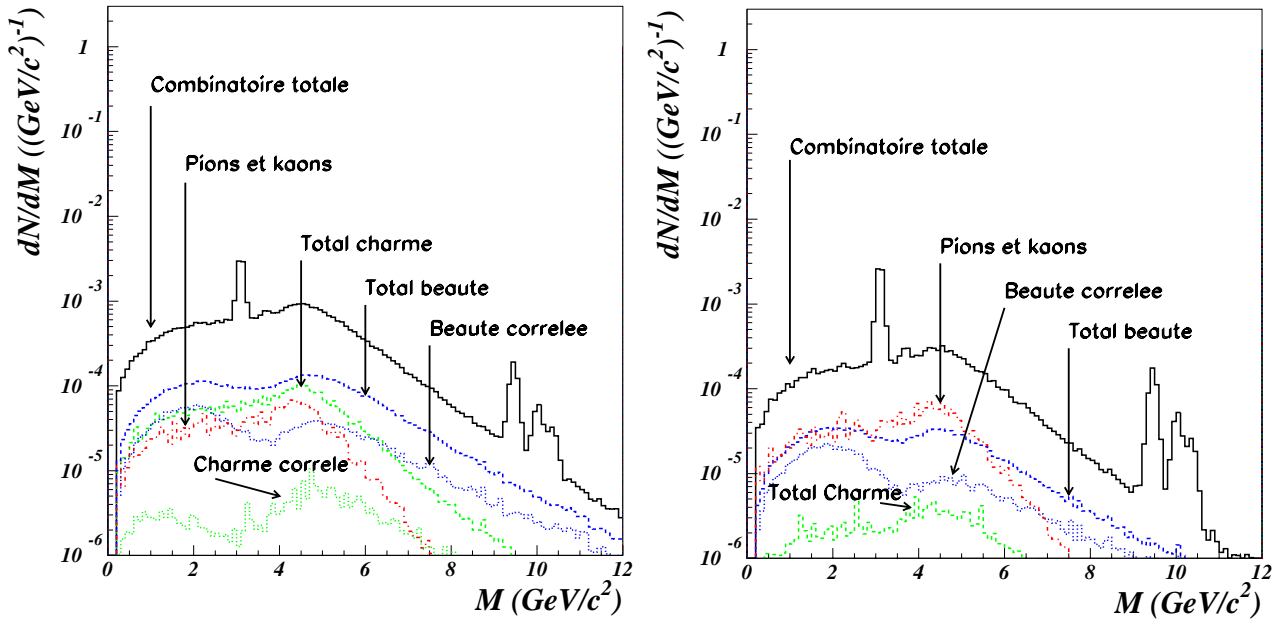 dN/dM ((GeV/c²)⁻¹
1
10⁻¹
10⁻²
10⁻³
10⁻⁴
10⁻⁵
10⁻⁶
Combinatoire totale
Pions et kaons
Total charme
Total beaute
Beaute correlee
Charme correle
0 2 4 6 8 10 12
M (GeV/c²)
dN/dM ((GeV/c²)⁻¹
1
10⁻¹
10⁻²
10⁻³
10⁻⁴
10⁻⁵
10⁻⁶
Combinatoire totale
Pions et kaons
Beaute correlee
Total beaute
Total Charme
0 2 4 6 8 10 12
M (GeV/c²)